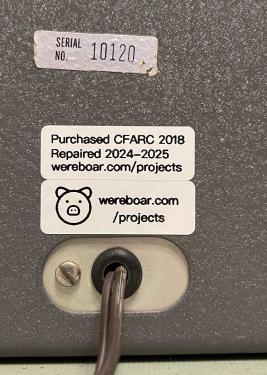 SERIAL
NO. 10120
Purchased CFARC 2018
Repaired 2024-2025
wereboar.com/projects
wereboar.com
/projects